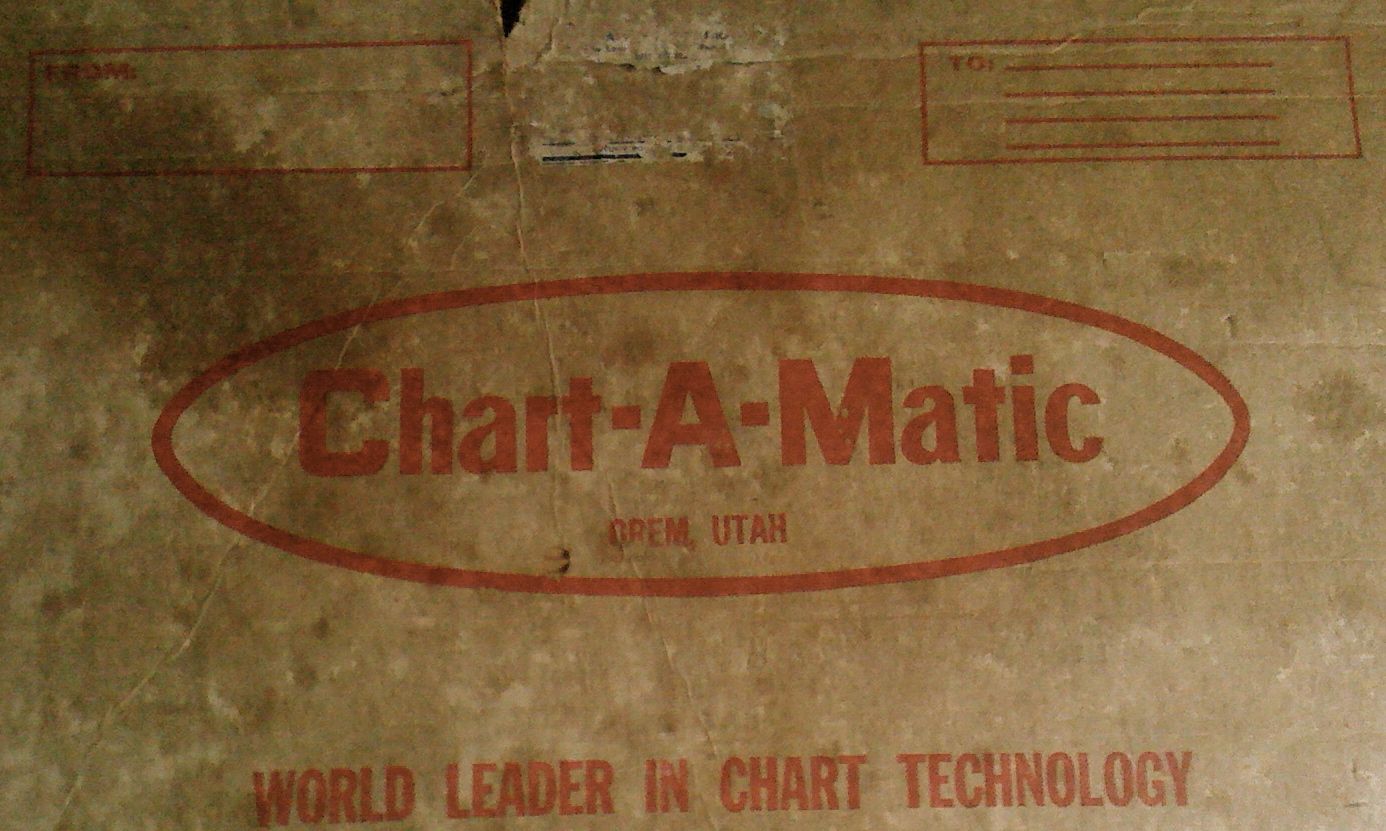 FROM:
TO:
Chart-A-Matic
OREM, UTAH
WORLD LEADER IN CHART TECHNOLOGY